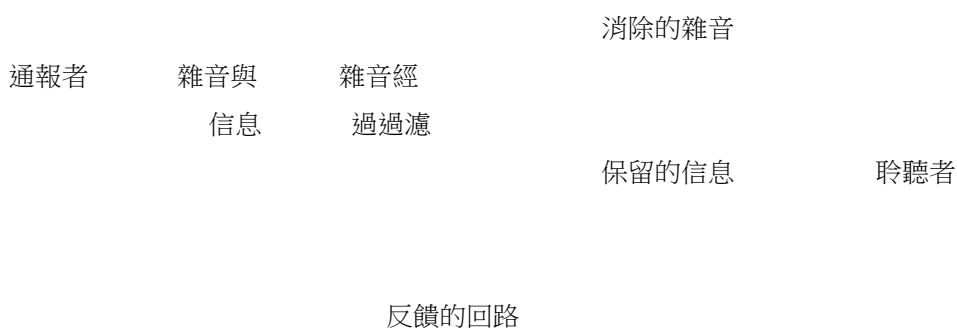 消除的雜音
通報者 雜音與 雜音經
信息 過過濾
保留的信息 聆聽者
反饋的回路